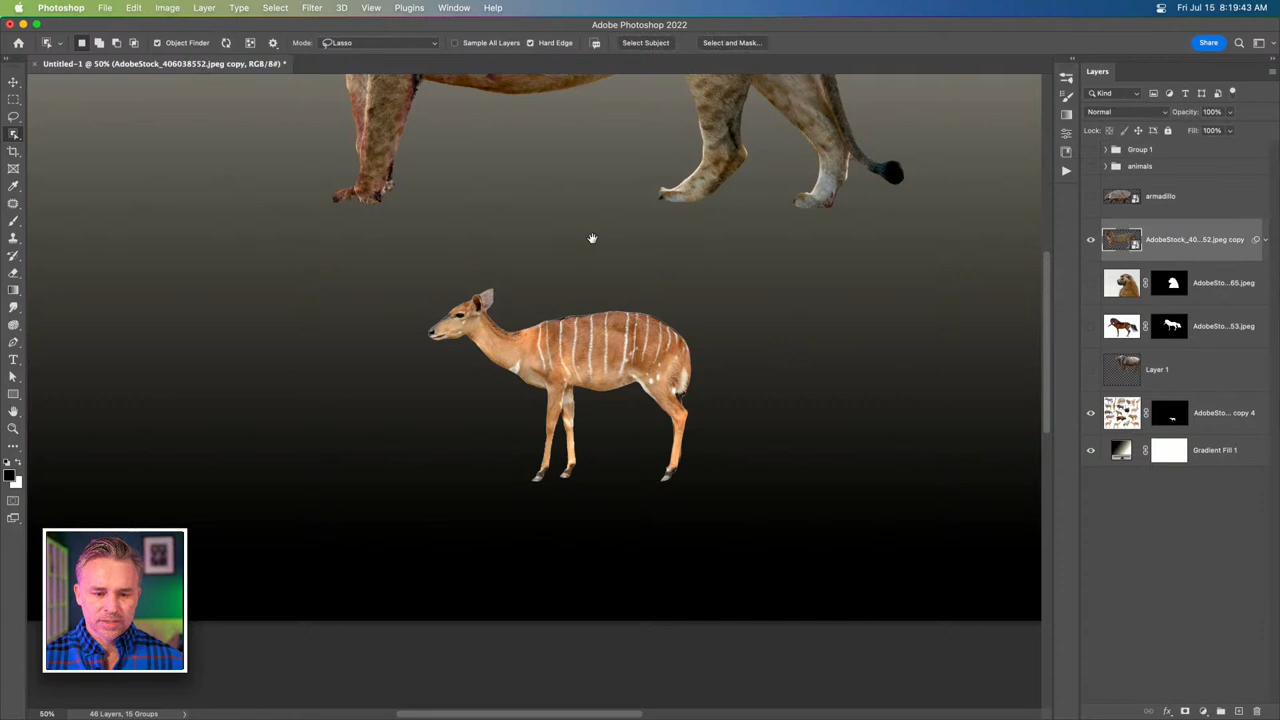 Photoshop File Edit Image Layer Type Select Filter 3D View Plugins Window Help Fri Jul 15 8:19:43 AM
Adobe Photoshop 2022
Object Finder Mode: Lasso Sample All Layers Hard Edge Select Subject Select and Mask... Share
Untitled-1 @ 50% (AdobeStock_406038552.jpeg copy, RGB/8#) *
Layers
Kind
Normal Opacity: 100%
Lock: Fill: 100%
Group 1
animals
armadillo
AdobeStock_40...52.jpeg copy
AdobeSto...65.jpeg
AdobeSto...53.jpeg
Layer 1
AdobeSto... copy 4
Gradient Fill 1
50% 46 Layers, 15 Groups